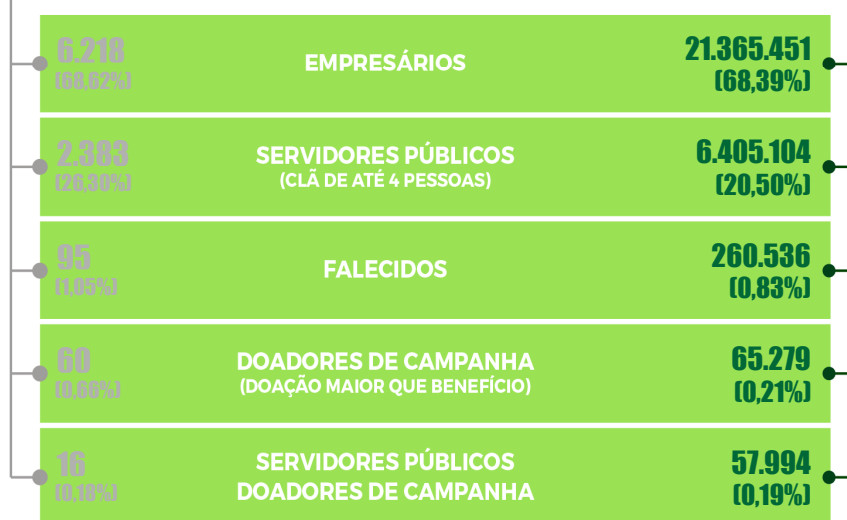 6.218
(68,62%)
EMPRESÁRIOS
21.365.451
(68,39%)
2.383
(26,30%)
SERVIDORES PÚBLICOS
(CLÃ DE ATÉ 4 PESSOAS)
6.405.104
(20,50%)
95
(1,05%)
FALECIDOS
260.536
(0,83%)
60
(0,66%)
DOADORES DE CAMPANHA
(DOAÇÃO MAIOR QUE BENEFÍCIO)
65.279
(0,21%)
16
(0,18%)
SERVIDORES PÚBLICOS
DOADORES DE CAMPANHA
57.994
(0,19%)